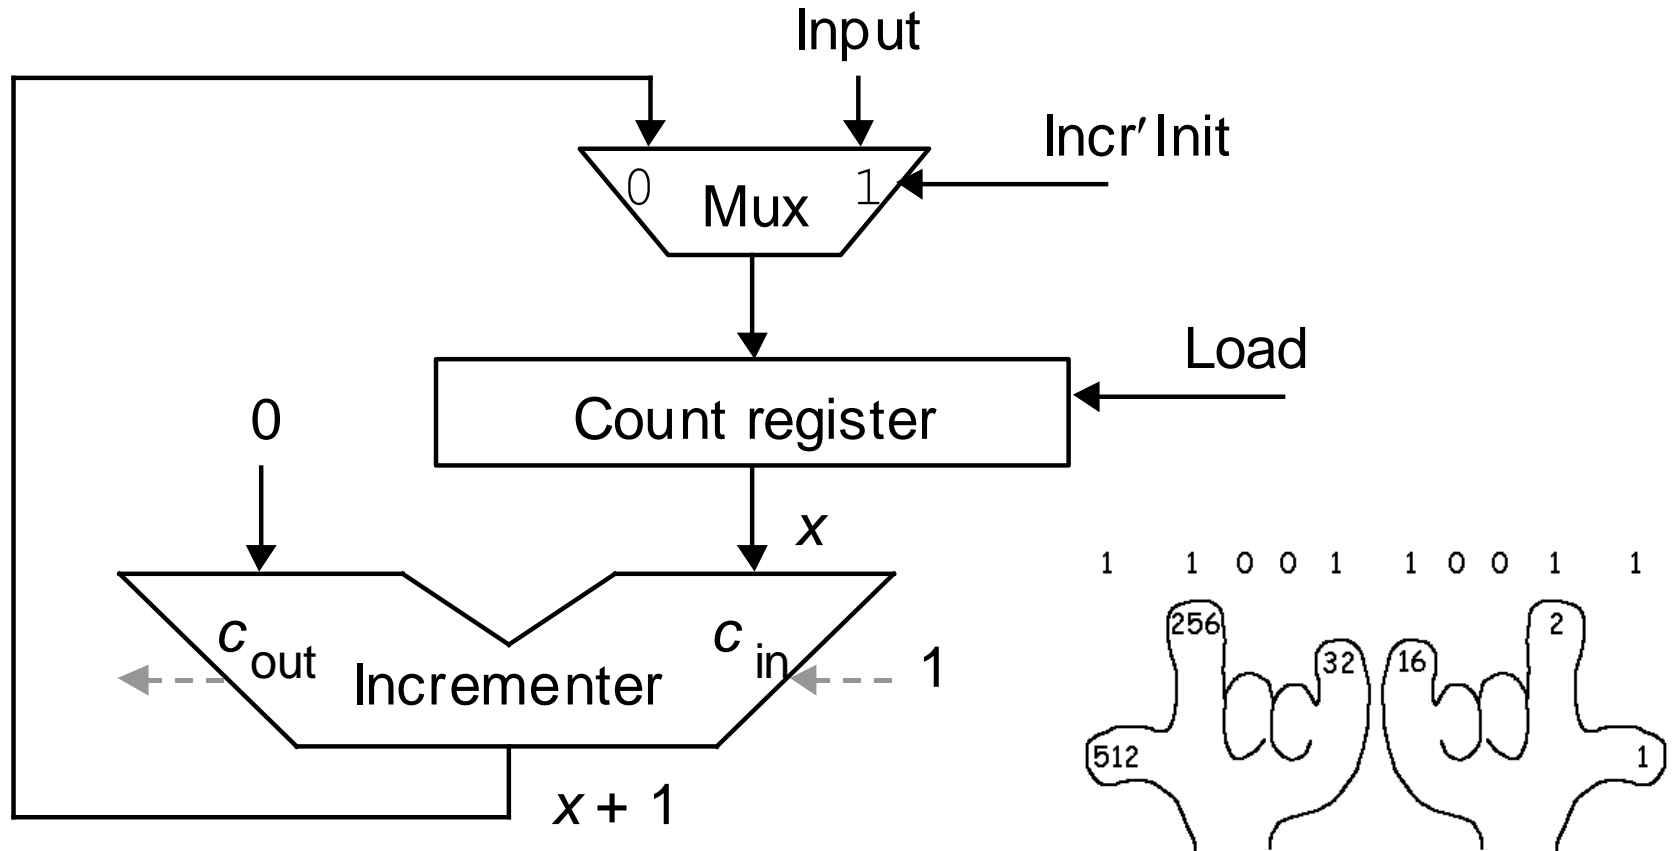 Input
Incr′Init
0 Mux 1
Load
Count register
0
x
c out Incrementer c in 1
x + 1
1 1 0 0 1 1 0 0 1 1
256 2
32 16
512 1